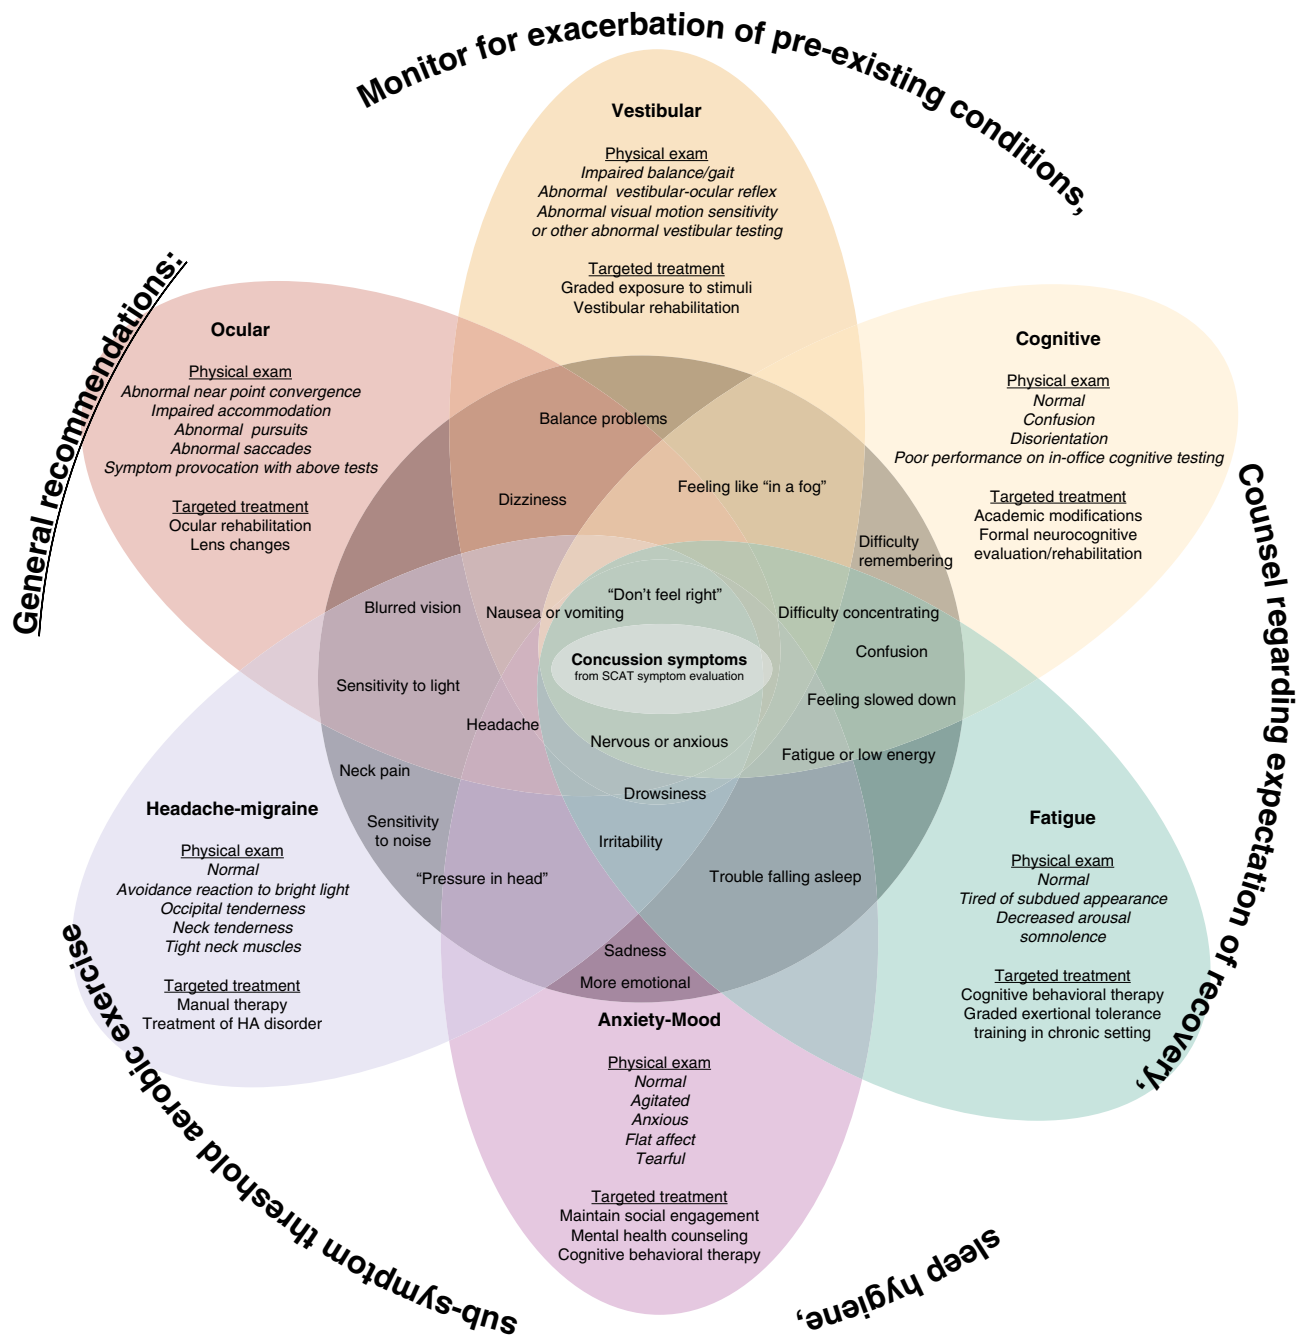 General recommendations:
Monitor for exacerbation of pre-existing conditions,
Counsel regarding expectation of recovery,
sleep hygiene,
sub-symptom threshold aerobic exercise
Vestibular
Physical exam
Impaired balance/gait
Abnormal vestibular-ocular reflex
Abnormal visual motion sensitivity
or other abnormal vestibular testing
Targeted treatment
Graded exposure to stimuli
Vestibular rehabilitation
Ocular
Physical exam
Abnormal near point convergence
Impaired accommodation
Abnormal pursuits
Abnormal saccades
Symptom provocation with above tests
Targeted treatment
Ocular rehabilitation
Lens changes
Cognitive
Physical exam
Normal
Confusion
Disorientation
Poor performance on in-office cognitive testing
Targeted treatment
Academic modifications
Formal neurocognitive
evaluation/rehabilitation
Balance problems
Dizziness
Feeling like “in a fog”
Difficulty
remembering
Blurred vision
Nausea or vomiting
“Don’t feel right”
Difficulty concentrating
Confusion
Concussion symptoms
from SCAT symptom evaluation
Sensitivity to light
Feeling slowed down
Headache
Nervous or anxious
Fatigue or low energy
Neck pain
Drowsiness
Sensitivity
to noise
Irritability
“Pressure in head”
Trouble falling asleep
Sadness
More emotional
Headache-migraine
Physical exam
Normal
Avoidance reaction to bright light
Occipital tenderness
Neck tenderness
Tight neck muscles
Targeted treatment
Manual therapy
Treatment of HA disorder
Fatigue
Physical exam
Normal
Tired of subdued appearance
Decreased arousal
somnolence
Targeted treatment
Cognitive behavioral therapy
Graded exertional tolerance
training in chronic setting
Anxiety-Mood
Physical exam
Normal
Agitated
Anxious
Flat affect
Tearful
Targeted treatment
Maintain social engagement
Mental health counseling
Cognitive behavioral therapy